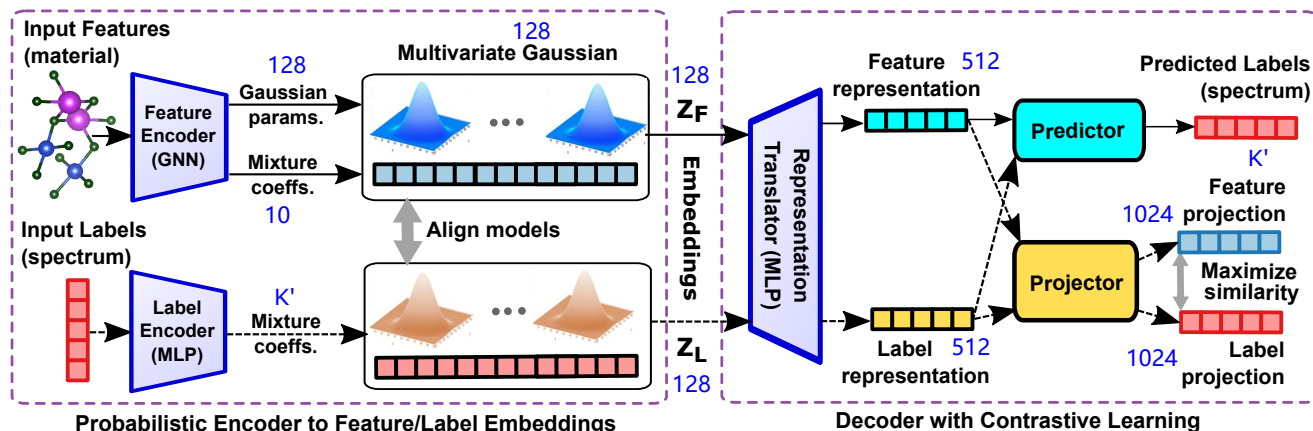 Input Features
(material)
Feature
Encoder
(GNN)
128
Gaussian
params.
Mixture
coeffs.
10
128
Multivariate Gaussian
Align models
Input Labels
(spectrum)
Label
Encoder
(MLP)
K'
Mixture
coeffs.
128
Z_F
Embeddings
Z_L
128
Probabilistic Encoder to Feature/Label Embeddings
Representation
Translator (MLP)
Feature
representation
512
Label
representation
512
Predictor
Projector
Predicted Labels
(spectrum)
K'
Feature
projection
1024
Maximize
similarity
1024
Label
projection
Decoder with Contrastive Learning